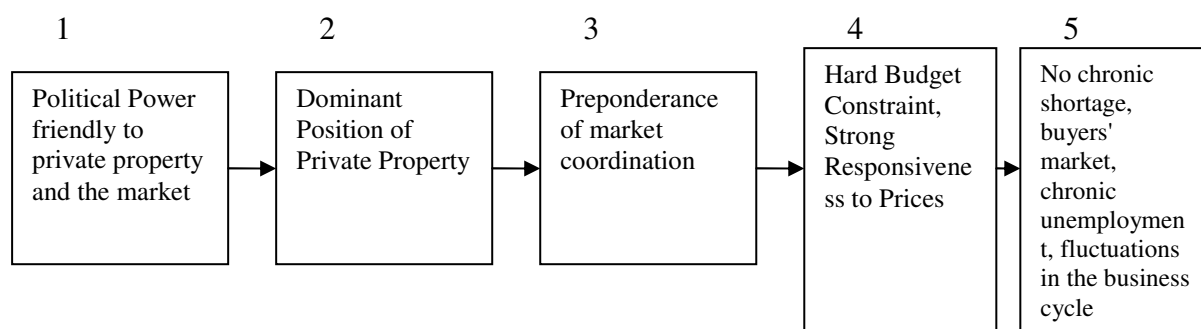 1
2
3
4
5
Political Power
friendly to
private property
and the market
Dominant
Position of
Private Property
Preponderance
of market
coordination
Hard Budget
Constraint,
Strong
Responsivene
ss to Prices
No chronic
shortage,
buyers'
market,
chronic
unemploymen
t, fluctuations
in the business
cycle